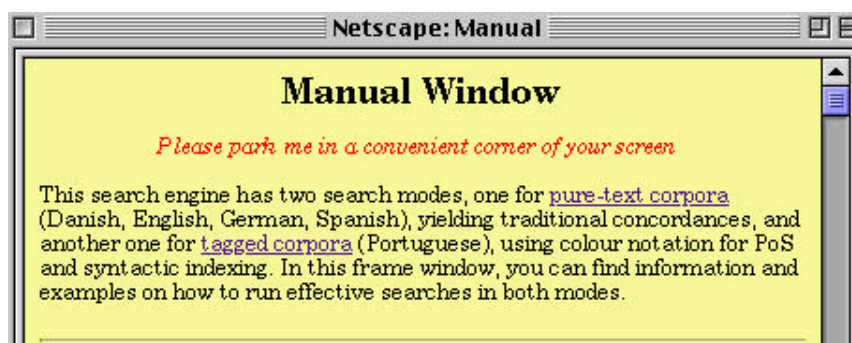 Netscape: Manual
Manual Window
Please park me in a convenient corner of your screen
This search engine has two search modes, one for pure-text corpora
(Danish, English, German, Spanish), yielding traditional concordances, and
another one for tagged corpora (Portuguese), using colour notation for PoS
and syntactic indexing. In this frame window, you can find information and
examples on how to run effective searches in both modes.